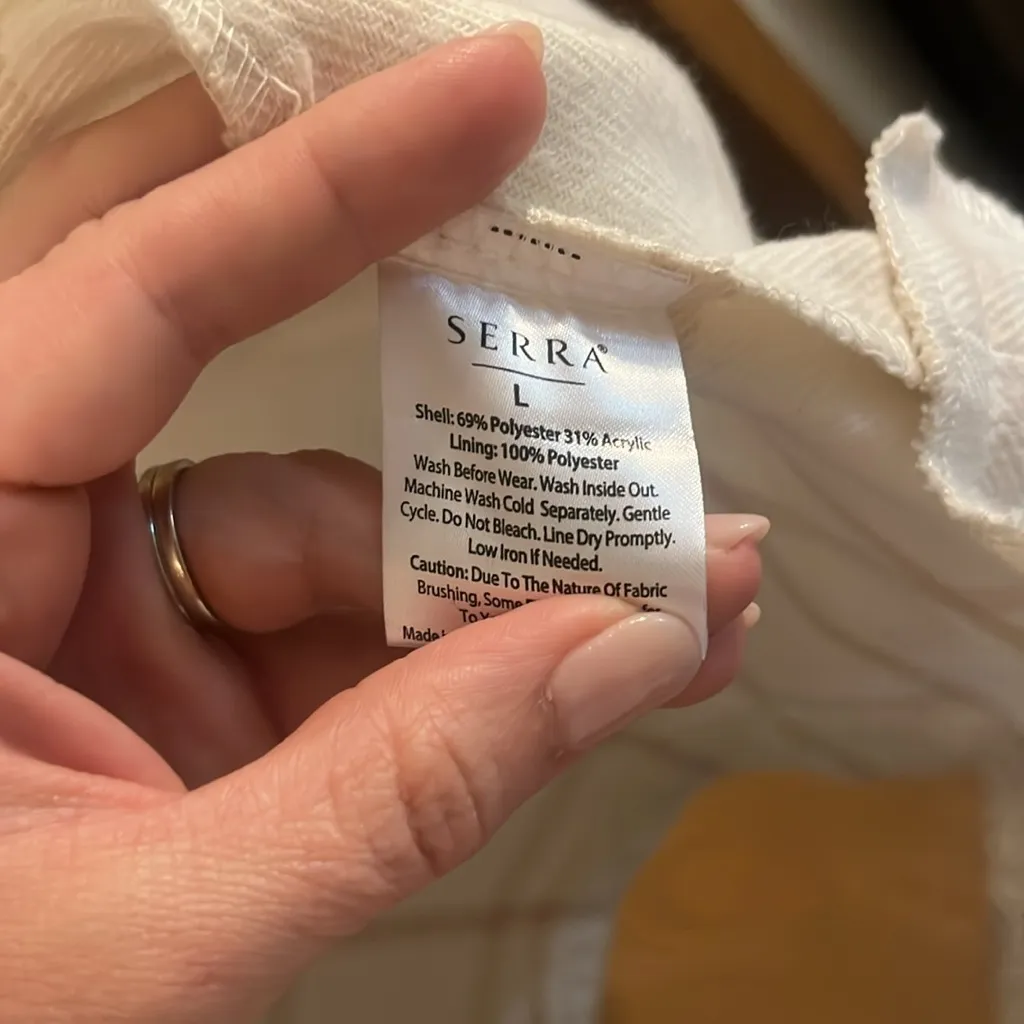 SERRA®
L
Shell: 69% Polyester 31% Acrylic
Lining: 100% Polyester
Wash Before Wear. Wash Inside Out.
Machine Wash Cold Separately. Gentle
Cycle. Do Not Bleach. Line Dry Promptly.
Low Iron If Needed.
Caution: Due To The Nature Of Fabric
Brushing, Some
To
Made